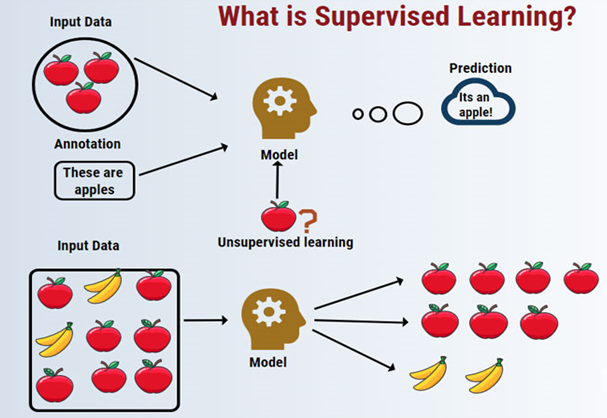 What is Supervised Learning?
Input Data
Annotation
These are
apples
Model
Prediction
Its an
apple!
?
Unsupervised learning
Input Data
Model